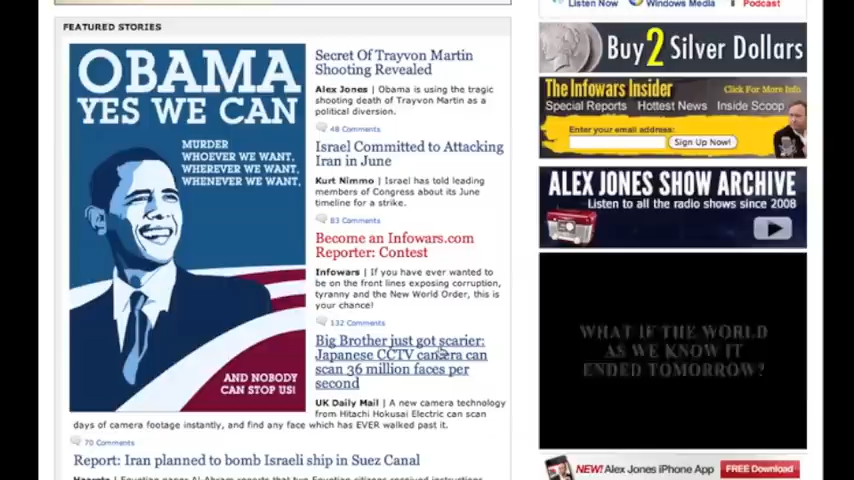 Listen Now
Windows Media
Podcast
FEATURED STORIES
OBAMA
YES WE CAN
MURDER
WHOEVER WE WANT,
WHEREVER WE WANT,
WHENEVER WE WANT,
AND NOBODY
CAN STOP US!
Secret Of Trayvon Martin
Shooting Revealed
Alex Jones | Obama is using the tragic
shooting death of Trayvon Martin as a
political diversion.
48 Comments
Israel Committed to Attacking
Iran in June
Kurt Nimmo | Israel has told leading
members of Congress about its June
timeline for a strike.
83 Comments
Become an Infowars.com
Reporter: Contest
Infowars | If you have ever wanted to
be on the front lines exposing corruption,
tyranny and the New World Order, this is
your chance!
132 Comments
Big Brother just got scarier:
Japanese CCTV camera can
scan 36 million faces per
second
UK Daily Mail | A new camera technology
from Hitachi Hokusai Electric can scan
days of camera footage instantly, and find any face which has EVER walked past it.
70 Comments
Report: Iran planned to bomb Israeli ship in Suez Canal
Buy 2 Silver Dollars
The Infowars Insider
Click For More Info
Special Reports Hottest News Inside Scoop
Enter your email address:
Sign Up Now!
ALEX JONES SHOW ARCHIVE
Listen to all the radio shows since 2008
WHAT IF THE WORLD
AS WE KNOW IT
ENDED TOMORROW?
NEW! Alex Jones iPhone App
FREE Download